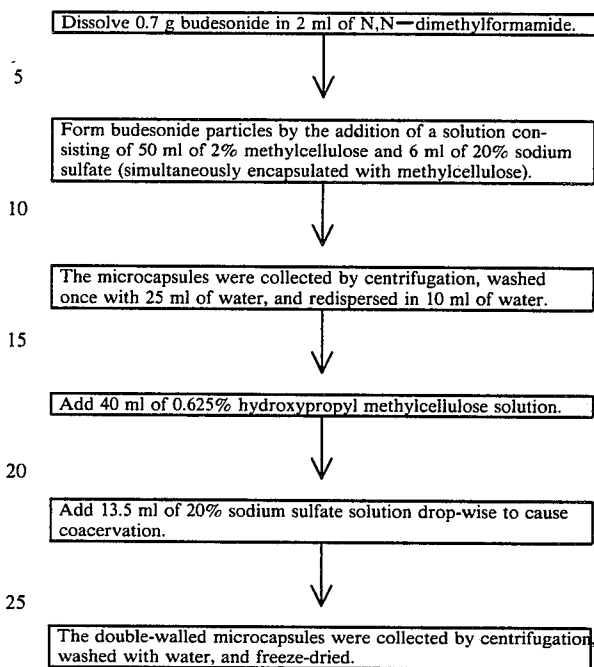 Dissolve 0.7 g budesonide in 2 ml of N,N—dimethylformamide.
5
Form budesonide particles by the addition of a solution con-
sisting of 50 ml of 2% methylcellulose and 6 ml of 20% sodium
sulfate (simultaneously encapsulated with methylcellulose).
10
The microcapsules were collected by centrifugation, washed
once with 25 ml of water, and redispersed in 10 ml of water.
15
Add 40 ml of 0.625% hydroxypropyl methylcellulose solution.
20
Add 13.5 ml of 20% sodium sulfate solution drop-wise to cause
coacervation.
25
The double-walled microcapsules were collected by centrifugation,
washed with water, and freeze-dried.